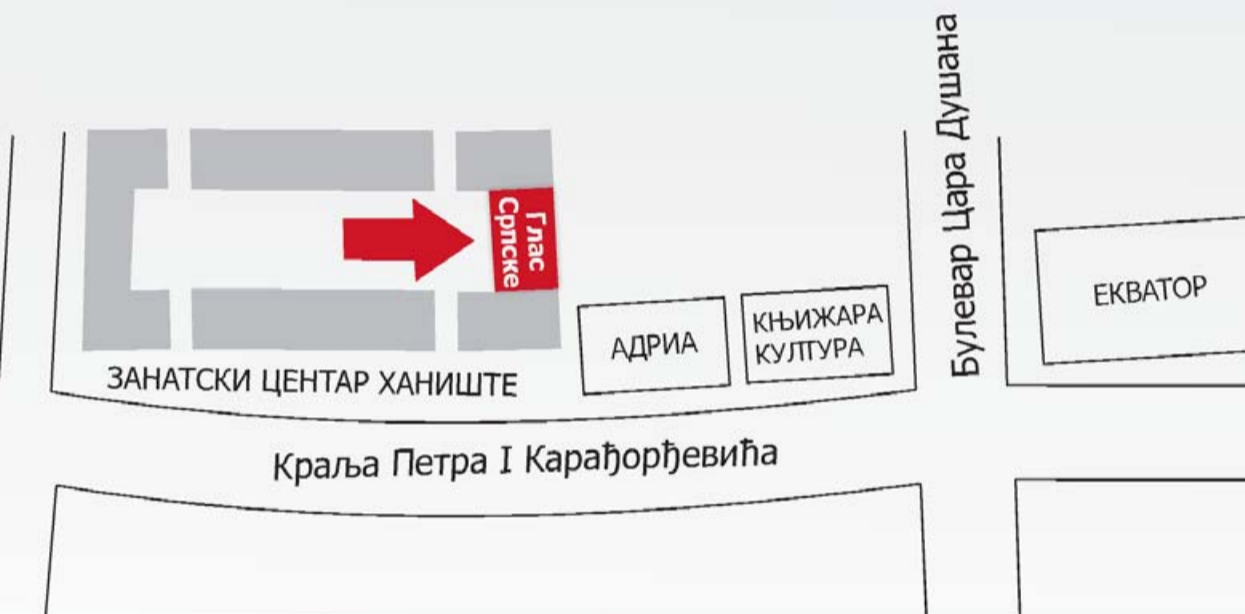 Булевар Цара Душана
Глас
Српске
ЕКВАТОР
КЊИЖАРА
КУЛТУРА
АДРИА
ЗАНАТСКИ ЦЕНТАР ХАНИШТЕ
Краља Петра I Карађорђевића